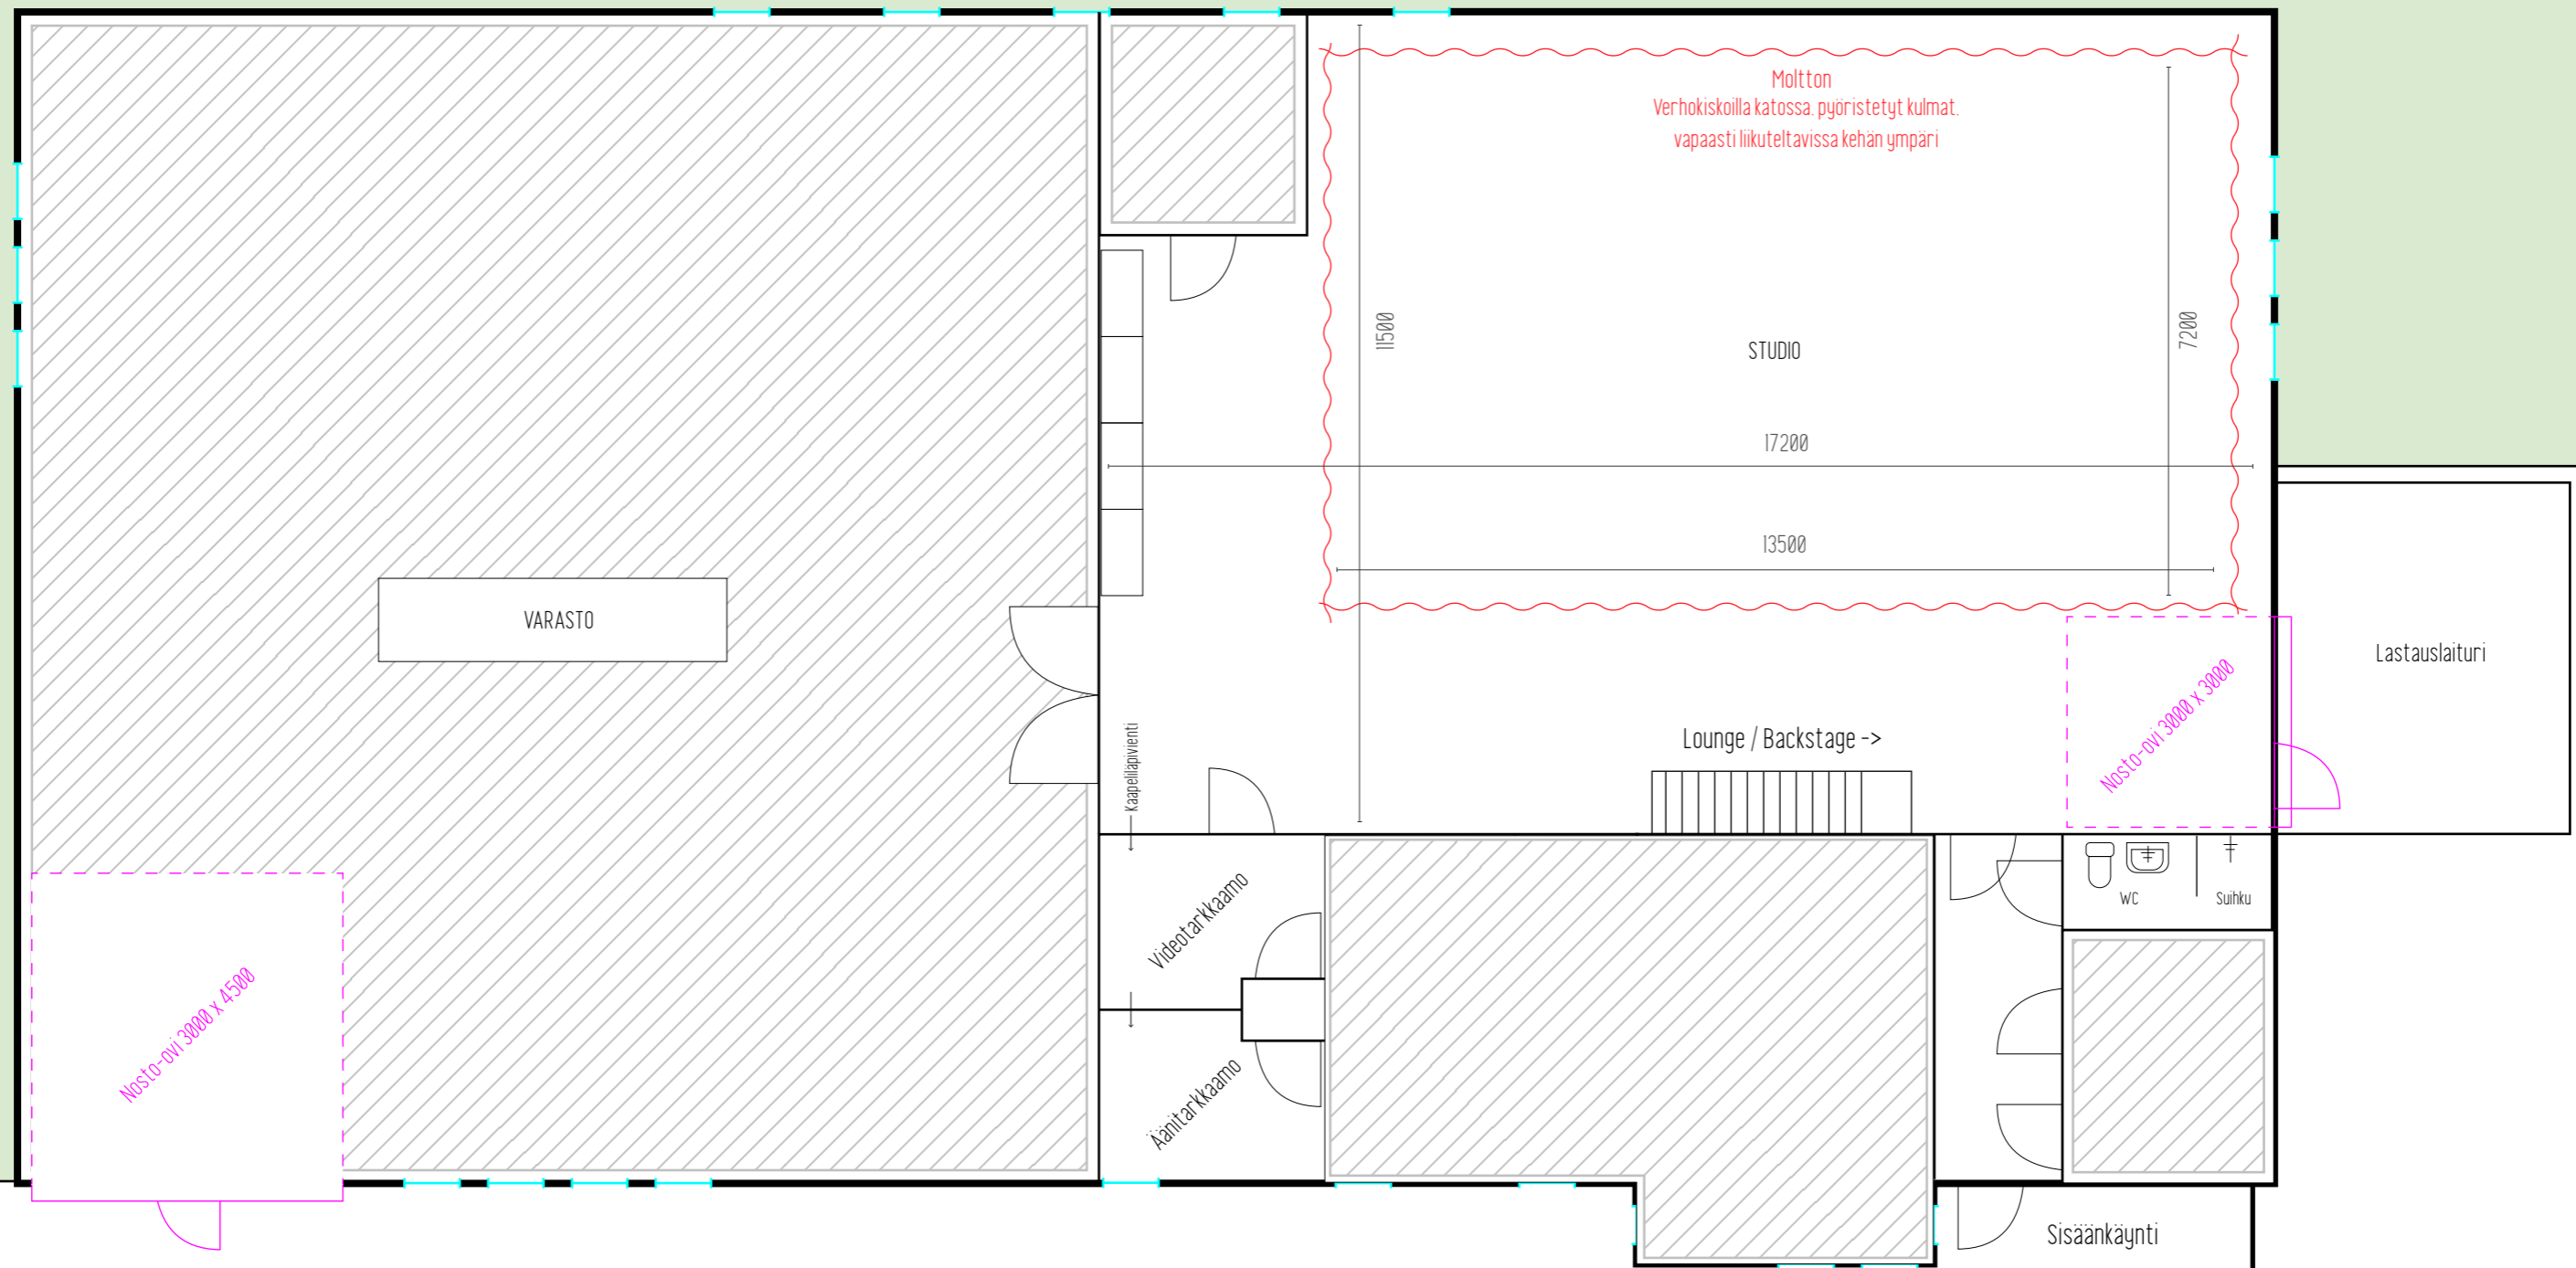 Moltton
Verhokiskoilla katossa. pyöristetyt kulmat.
vapaasti liikuteltavissa kehän ympäri
11500
7200
STUDIO
17200
13500
VARASTO
Lastauslaituri
Nosto-ovi 3000 x 3000
Lounge / Backstage ->
Kaapeliläpivienti
Videotarkkaamo
WC
Suihku
Nosto-ovi 3000 x 4500
Äänitarkkaamo
Sisäänkäynti